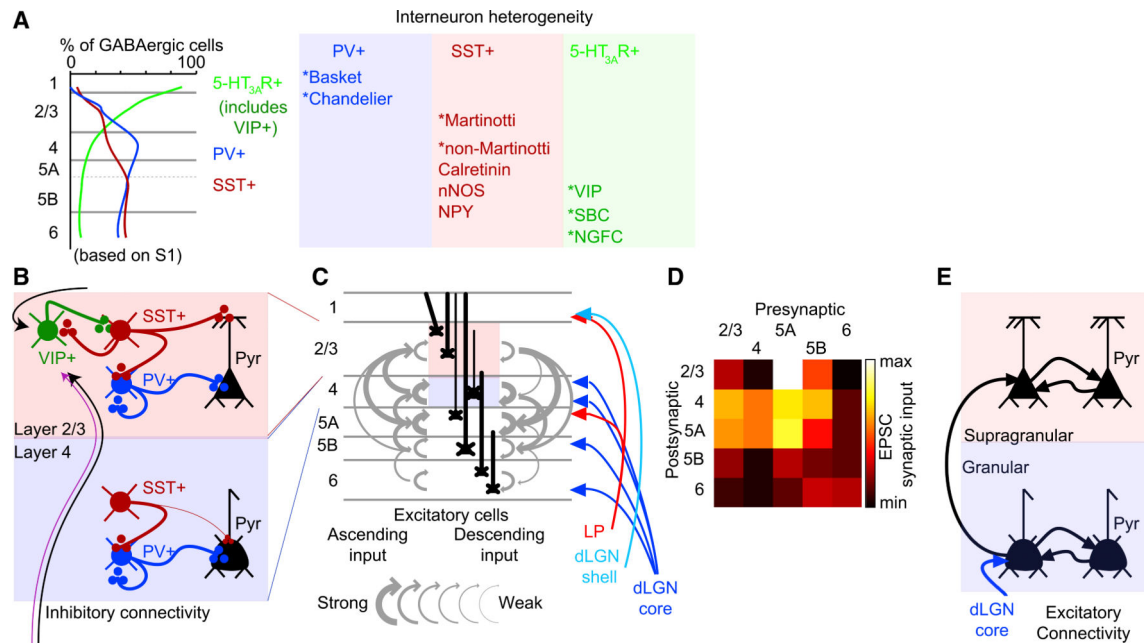 A
Interneuron heterogeneity
% of GABAergic cells
0 100
1
2/3
4
5A
5B
6
5-HT3AR+
(includes
VIP+)
PV+
SST+
(based on S1)
PV+
*Basket
*Chandelier
SST+
*Martinotti
*non-Martinotti
Calretinin
nNOS
NPY
5-HT3AR+
*VIP
*SBC
*NGFC
B
SST+
VIP+
PV+
Pyr
Layer 2/3
Layer 4
SST+
PV+
Pyr
Inhibitory connectivity
C
1
2/3
4
5A
5B
6
Excitatory cells
Ascending
input
Descending
input
Strong
Weak
LP
dLGN
shell
dLGN
core
D
Presynaptic
2/3 5A 6
4 5B
Postsynaptic
2/3
4
5A
5B
6
max
EPSC
synaptic input
min
E
Pyr
Supragranular
Granular
Pyr
dLGN
core
Excitatory
Connectivity